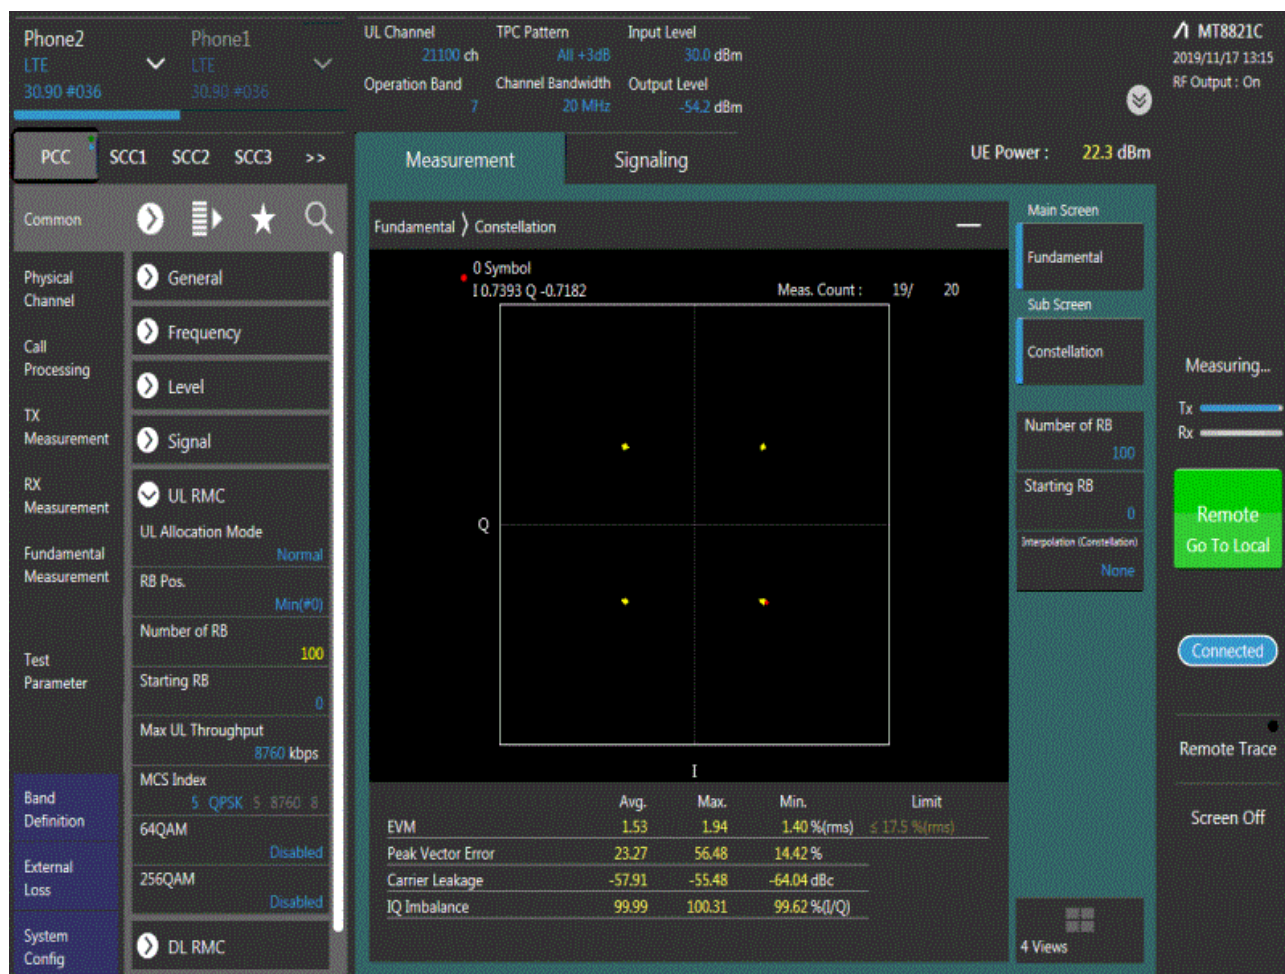 Phone2
LTE
30.90 #036
Phone1
LTE
30.90 #036
UL Channel
21100 ch
TPC Pattern
All +3dB
Input Level
30.0 dBm
Operation Band
7
Channel Bandwidth
20 MHz
Output Level
-54.2 dBm
MT8821C
2019/11/17 13:15
RF Output : On
PCC SCC1 SCC2 SCC3 >>
Measurement
Signaling
UE Power : 22.3 dBm
Common
Physical
Channel
Call
Processing
TX
Measurement
RX
Measurement
Fundamental
Measurement
Test
Parameter
Band
Definition
External
Loss
System
Config
General
Frequency
Level
Signal
UL RMC
UL Allocation Mode
Normal
RB Pos.
Min(#0)
Number of RB
100
Starting RB
0
Max UL Throughput
8760 kbps
MCS Index
5 QPSK 5 8760 8
64QAM
Disabled
256QAM
Disabled
DL RMC
Fundamental 〉Constellation
0 Symbol
I 0.7393 Q -0.7182
Meas. Count : 19/ 20
Q
I
Avg. Max. Min. Limit
EVM 1.53 1.94 1.40 %(rms) ≤ 17.5 %(rms)
Peak Vector Error 23.27 56.48 14.42 %
Carrier Leakage -57.91 -55.48 -64.04 dBc
IQ Imbalance 99.99 100.31 99.62 %(I/Q)
Main Screen
Fundamental
Sub Screen
Constellation
Number of RB
100
Starting RB
0
Interpolation (Constellation)
None
4 Views
Measuring...
Tx
Rx
Remote
Go To Local
Connected
Remote Trace
Screen Off